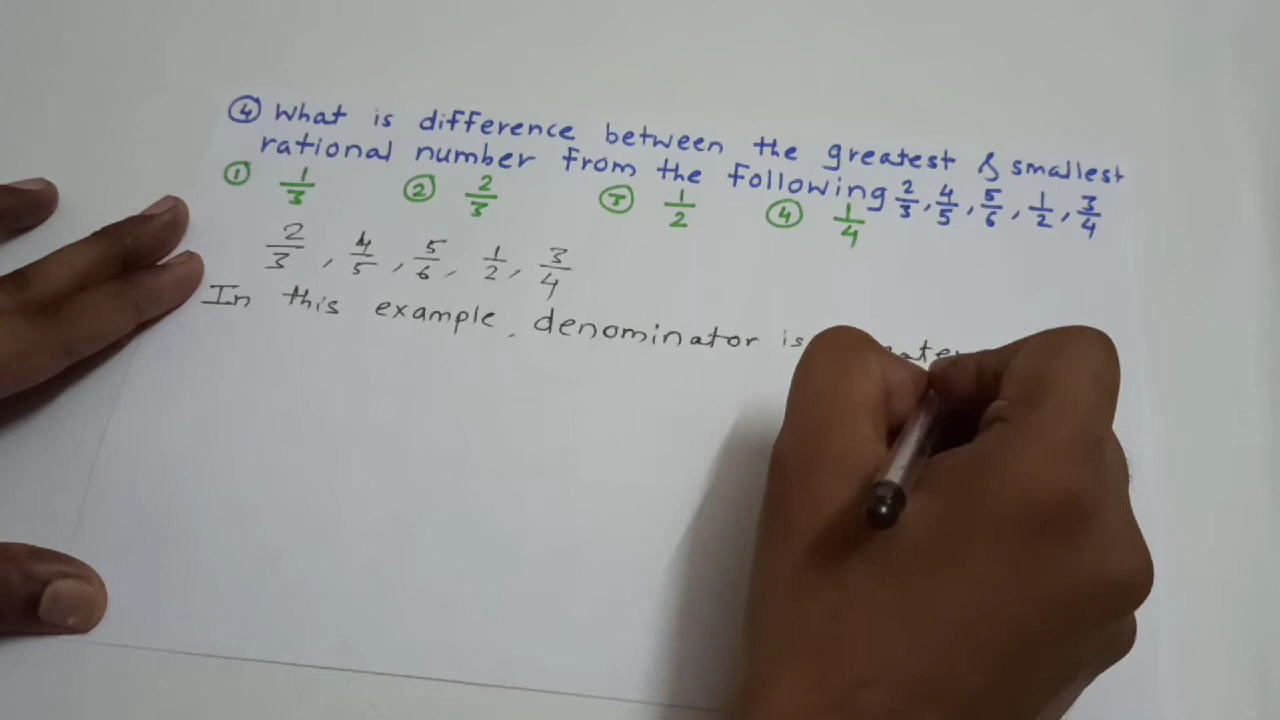 ④ What is difference between the greatest & smallest
rational number from the following 2/3, 4/5, 5/6, 1/2, 3/4
① 1/3 ② 2/3 ③ 1/2 ④ 1/4
2/3, 4/5, 5/6, 1/2, 3/4
In this example, denominator is